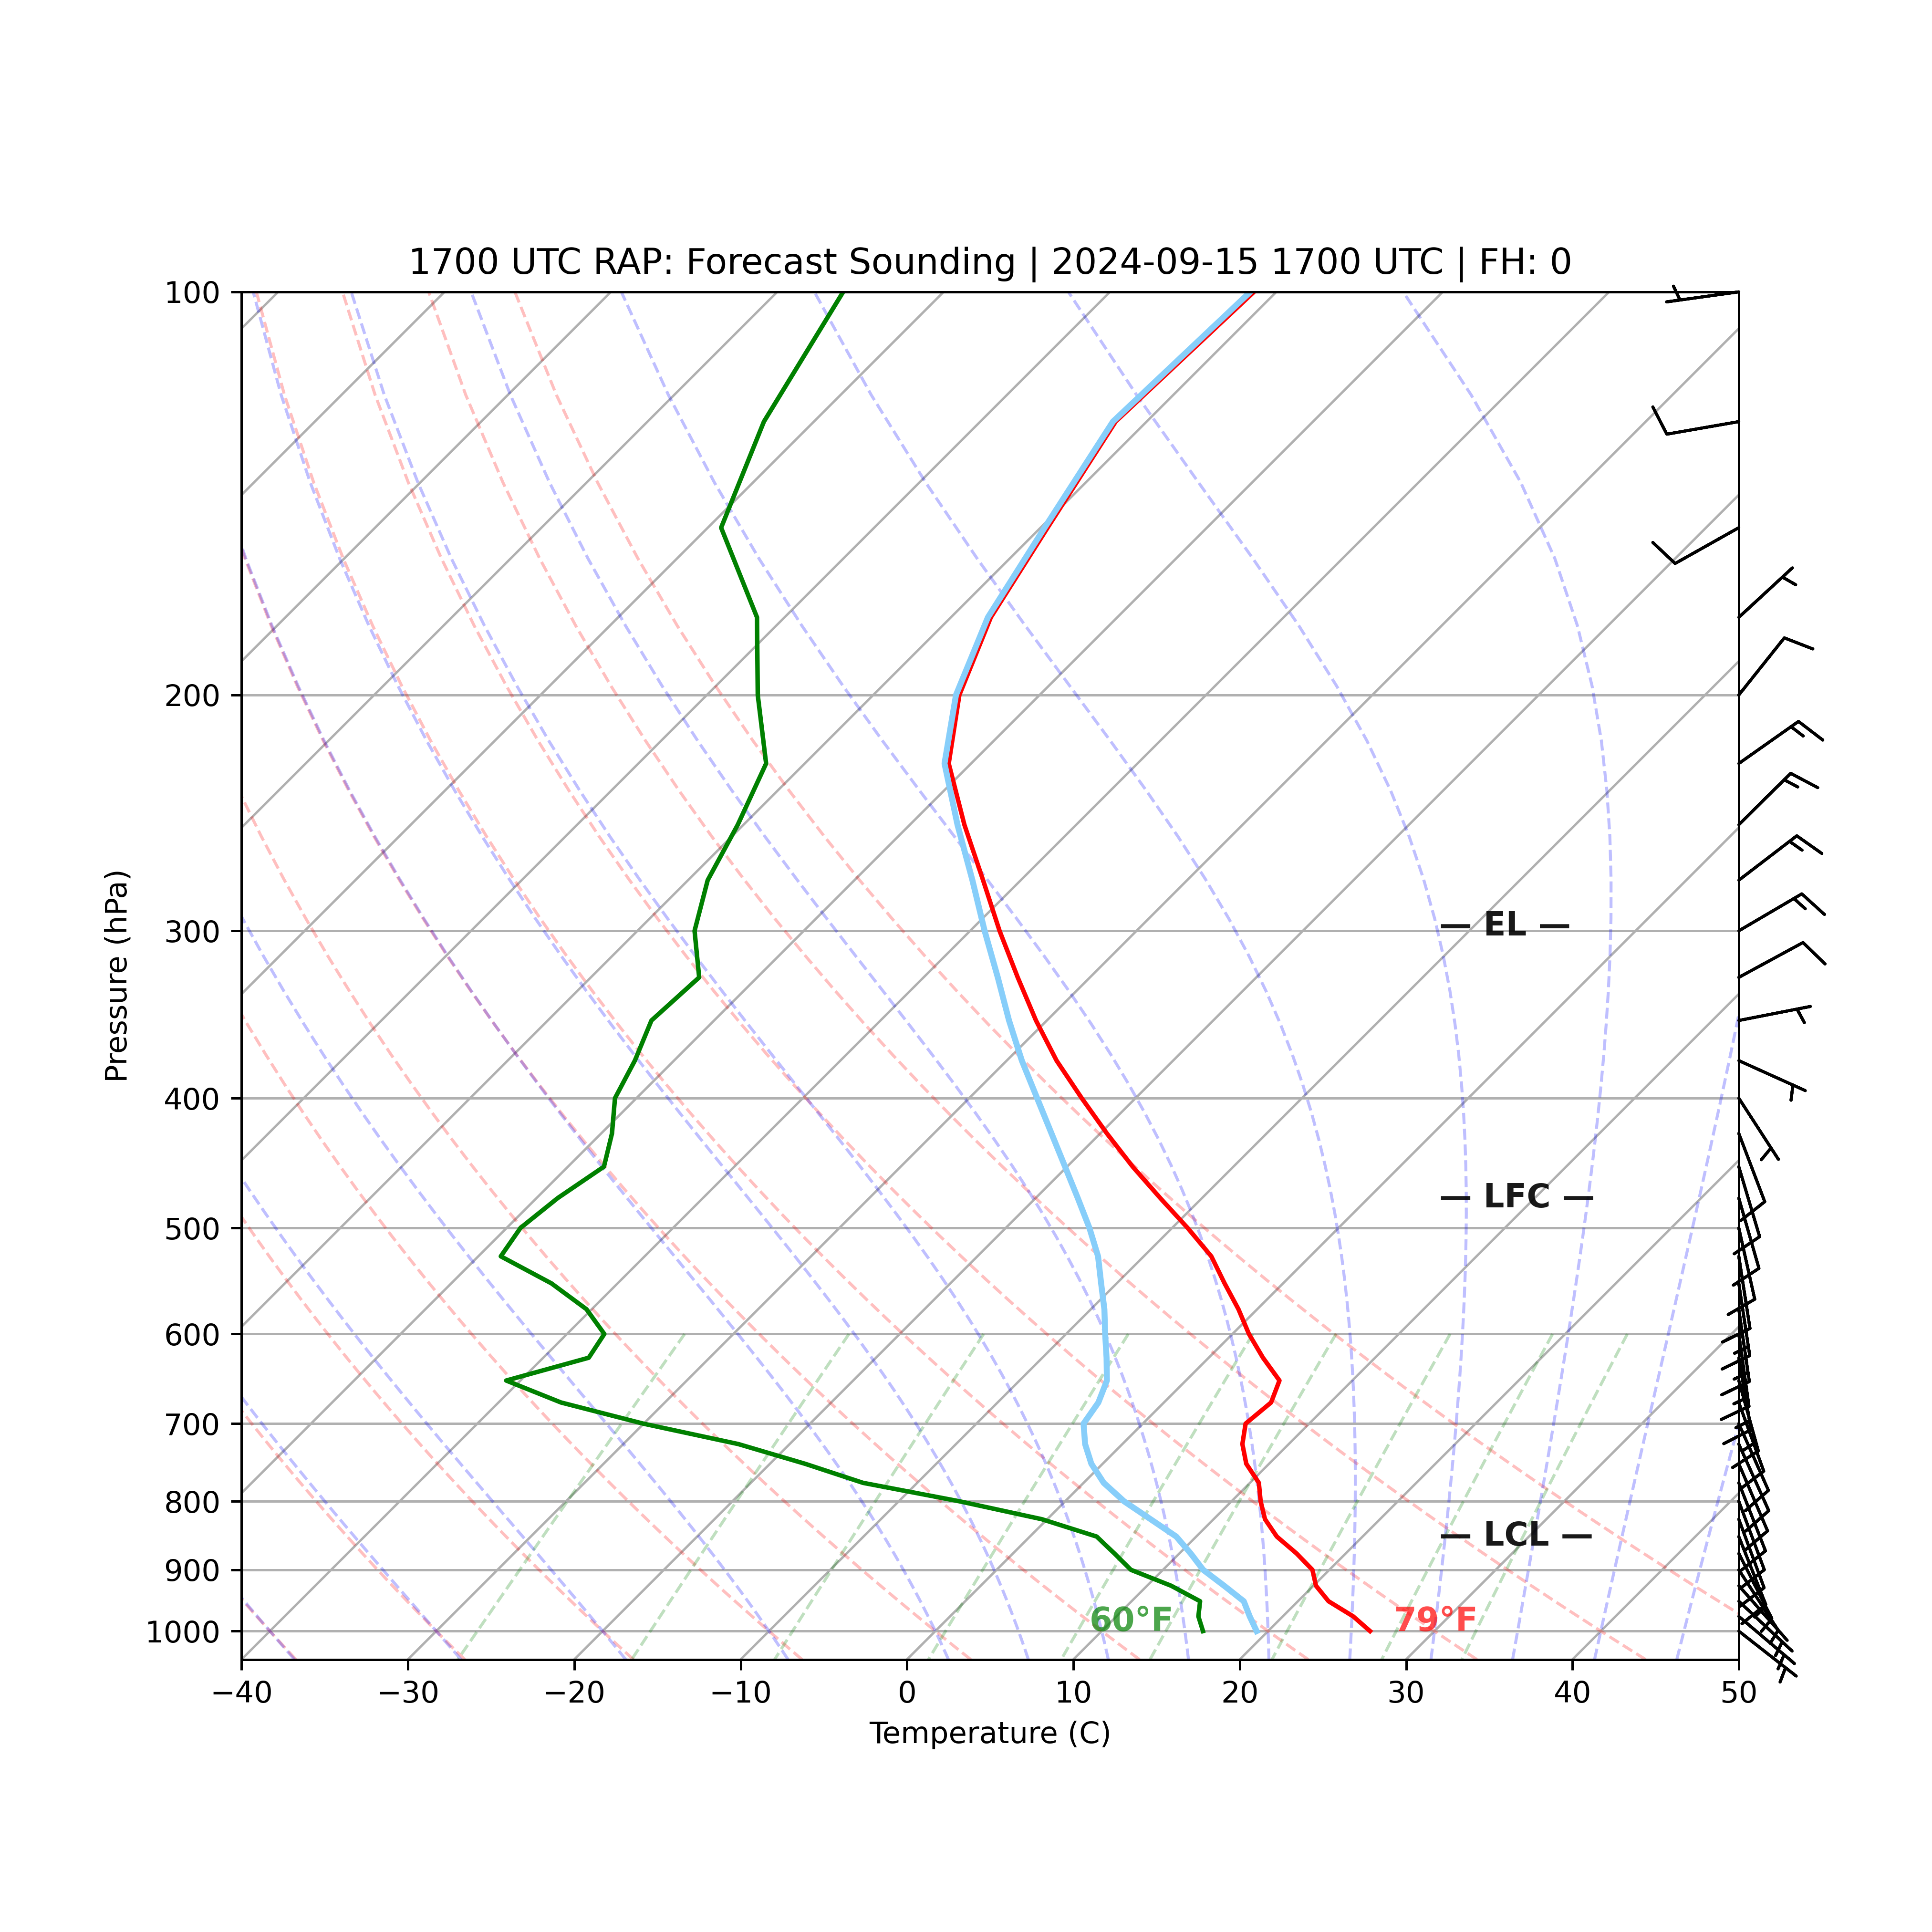 1700 UTC RAP: Forecast Sounding | 2024-09-15 1700 UTC | FH: 0
100
200
300
400
500
600
700
800
900
1000
Pressure (hPa)
— EL —
— LFC —
— LCL —
60°F
79°F
−40 −30 −20 −10 0 10 20 30 40 50
Temperature (C)